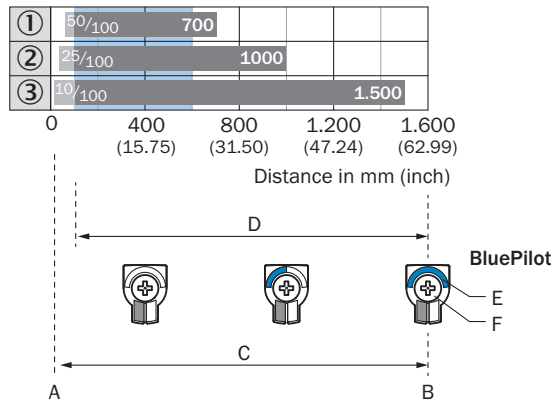 ① 50/100 700
② 25/100 1000
③ 10/100 1.500
0 400 800 1.200 1.600
(15.75) (31.50) (47.24) (62.99)
Distance in mm (inch)
D
BluePilot
E
F
C
A B